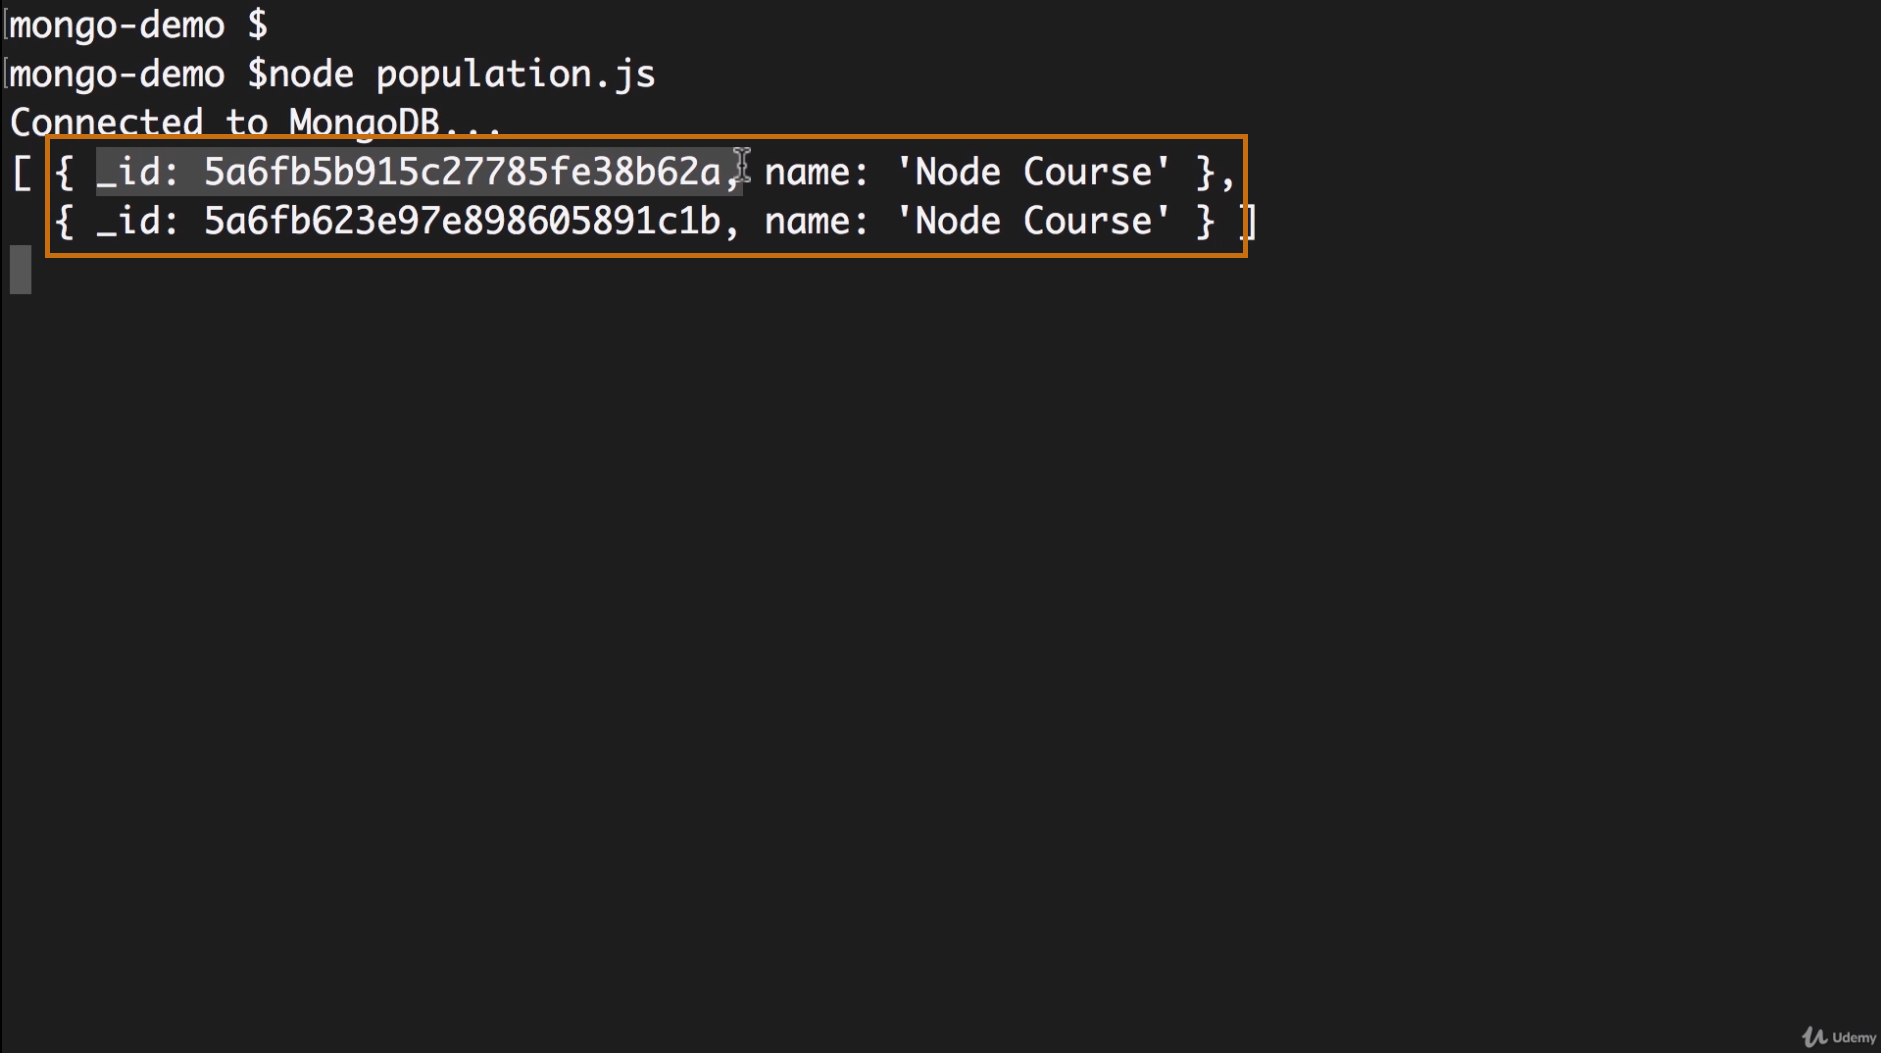 [mongo-demo $
[mongo-demo $node population.js
Connected to MongoDB...
[ { _id: 5a6fb5b915c27785fe38b62a, name: 'Node Course' },
{ _id: 5a6fb623e97e898605891c1b, name: 'Node Course' } ]
Udemy